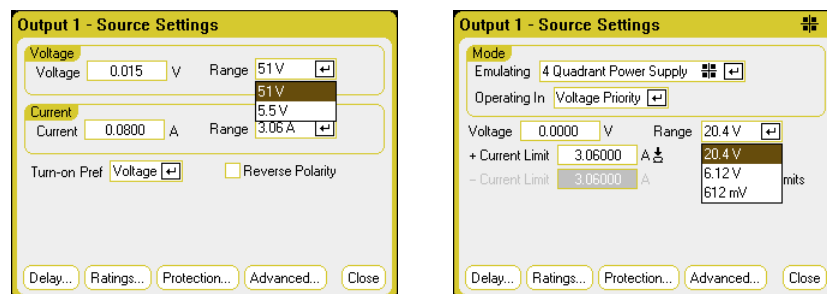 Output 1 - Source Settings
Voltage
Voltage 0.015 V Range 51 V
51 V
5.5 V
Current
Current 0.0800 A Range 3.06 A
Turn-on Pref Voltage Reverse Polarity
Delay... Ratings... Protection... Advanced... Close
Output 1 - Source Settings
Mode
Emulating 4 Quadrant Power Supply
Operating In Voltage Priority
Voltage 0.0000 V Range 20.4 V
+ Current Limit 3.06000 A 20.4 V
6.12 V
- Current Limit 3.06000 A mits
612 mV
Delay... Ratings... Protection... Advanced... Close